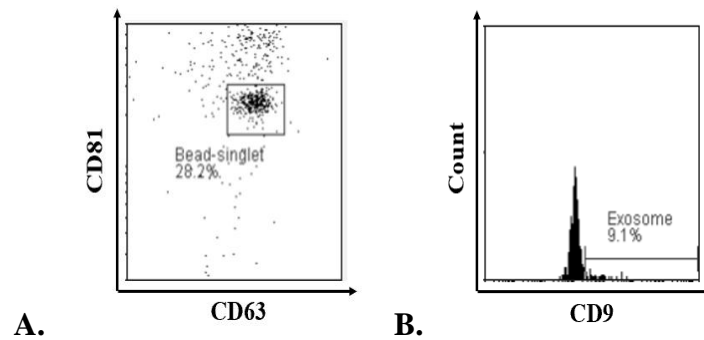 CD81
Bead-singlet
28.2%.
CD63
A.
Count
Exosome
9.1%
CD9
B.